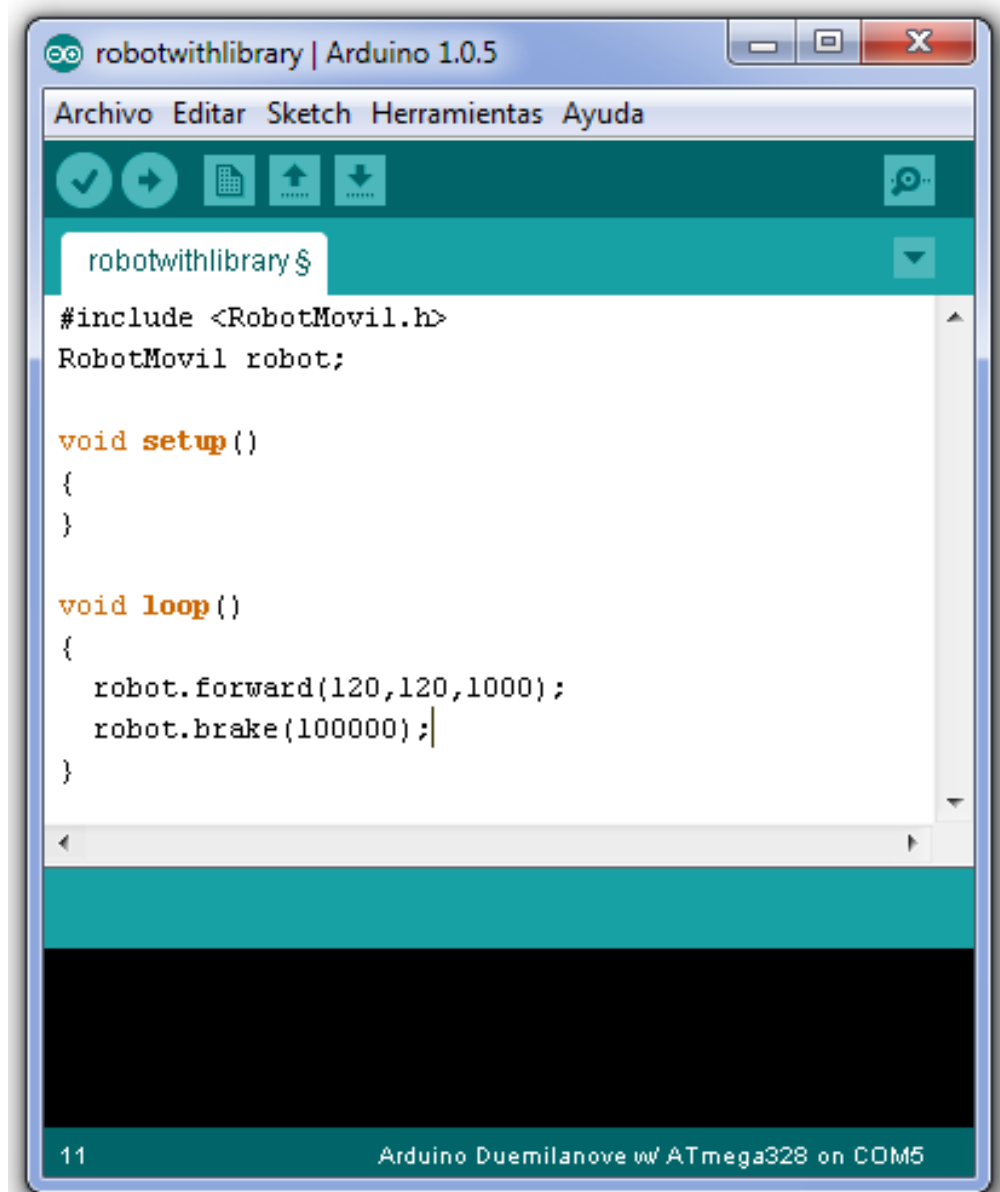 robotwithlibrary | Arduino 1.0.5
Archivo Editar Sketch Herramientas Ayuda
robotwithlibrary §
#include <RobotMovil.h>
RobotMovil robot;
void setup()
{
}
void loop()
{
robot.forward(120,120,1000);
robot.brake(100000);
}
11 Arduino Duemilanove w/ ATmega328 on COM5